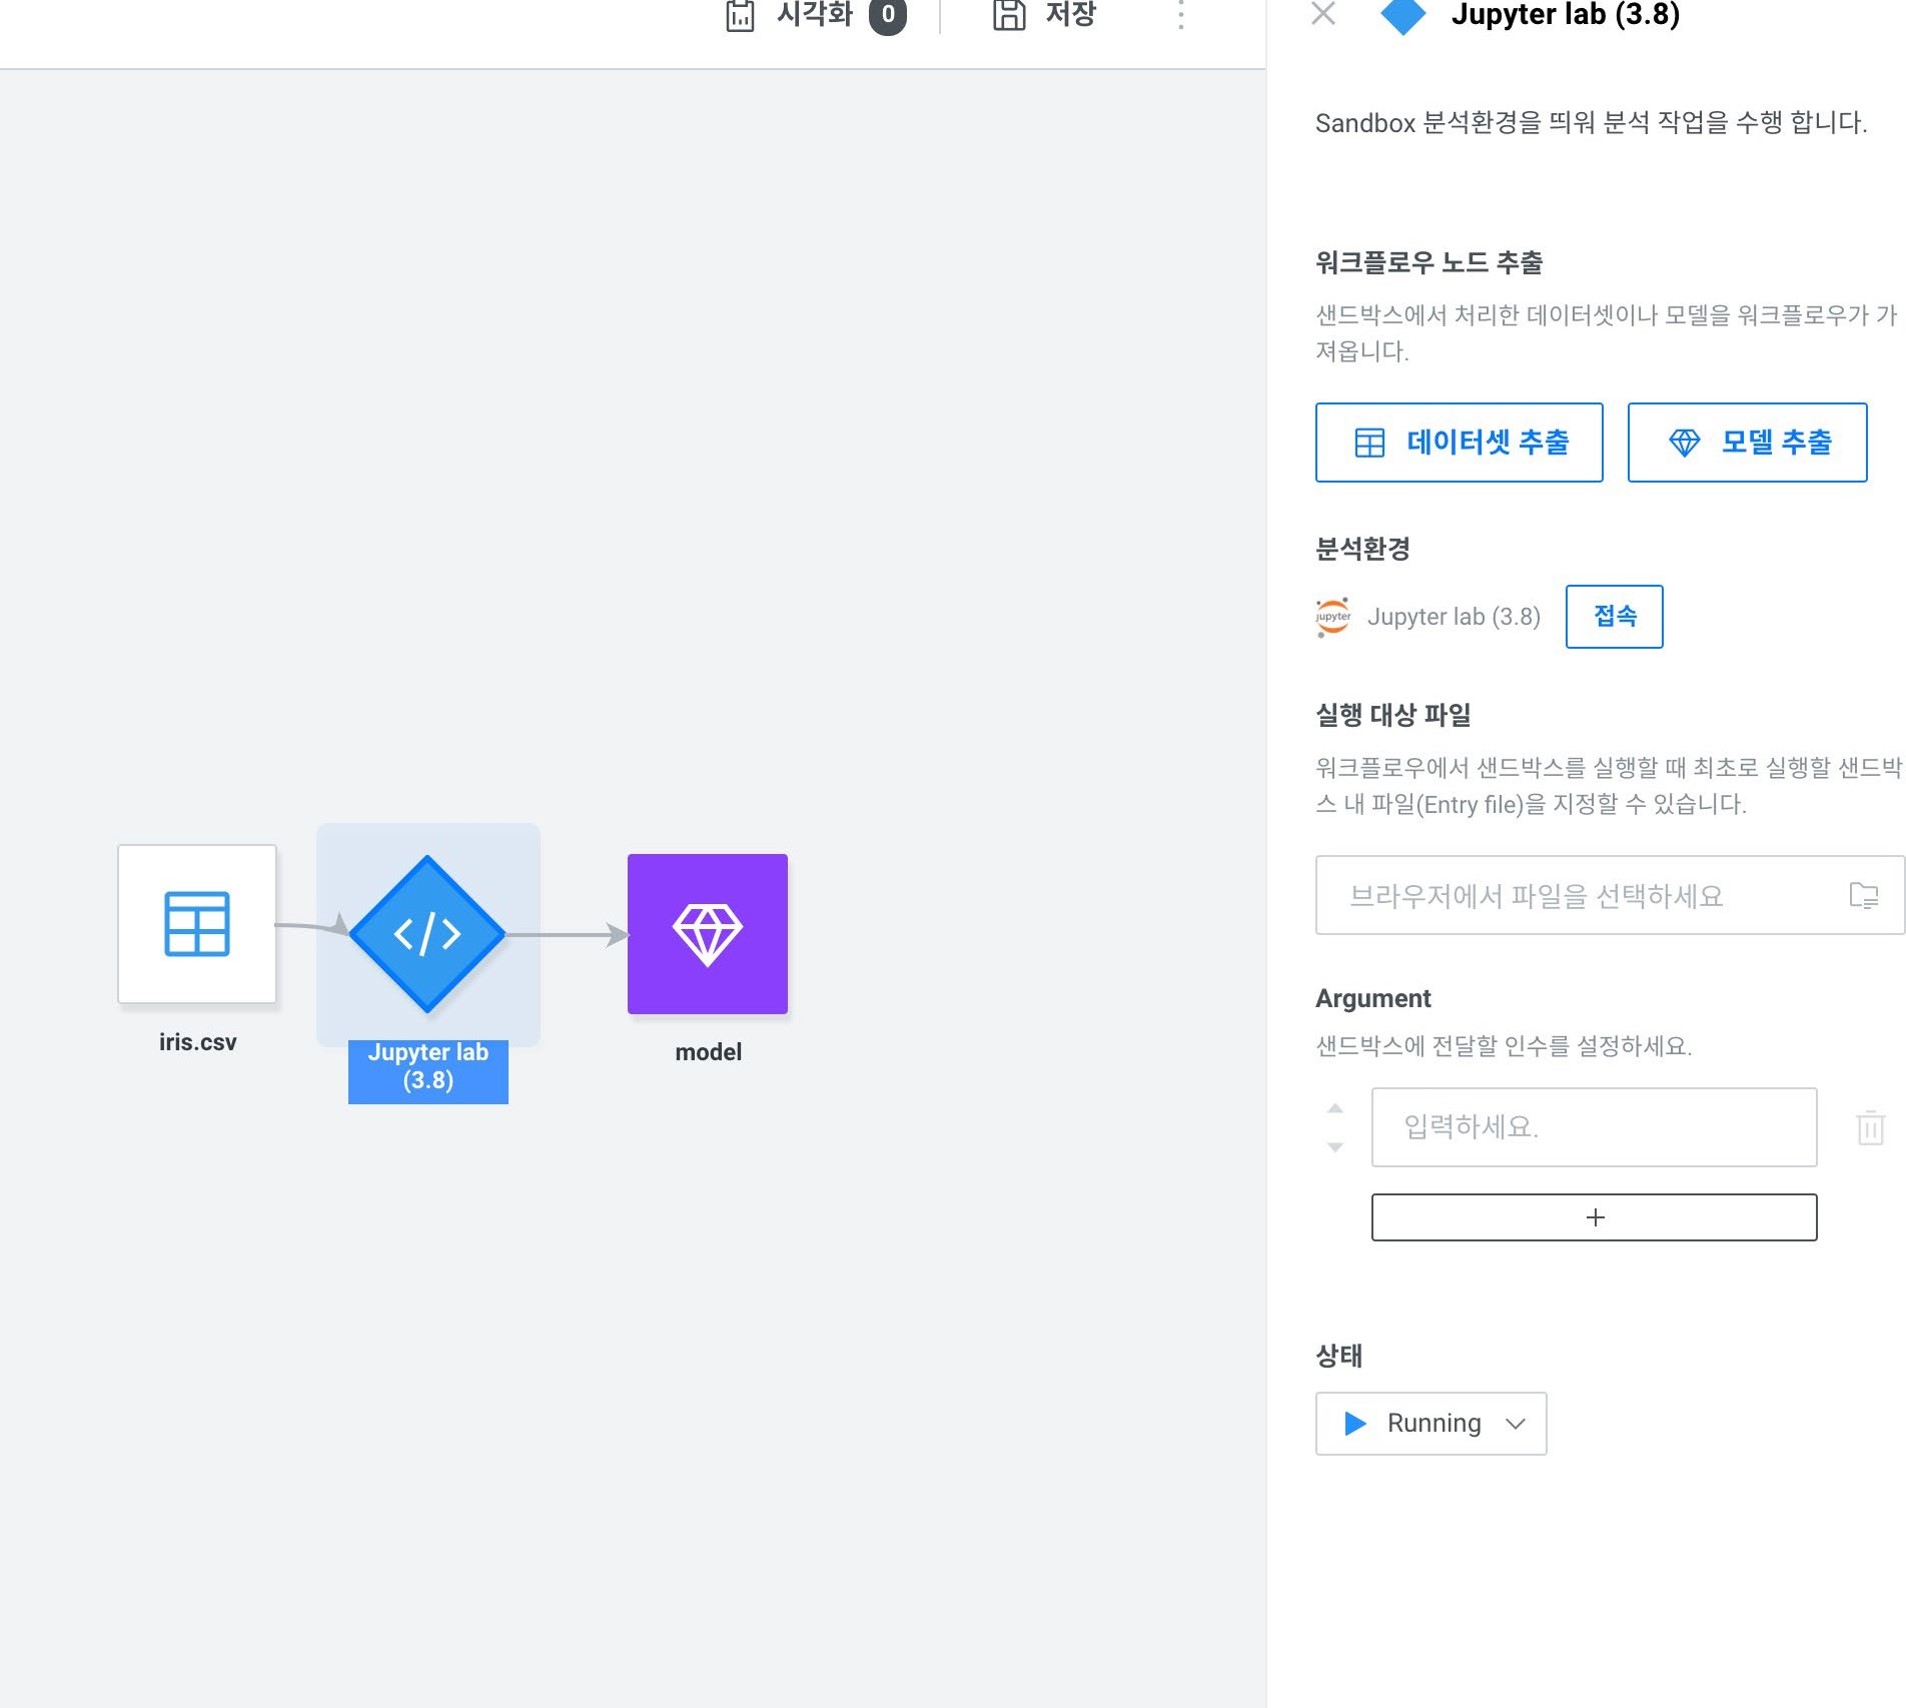 시각화 0
저장
iris.csv
Jupyter lab
(3.8)
model
Jupyter lab (3.8)
Sandbox 분석환경을 띄워 분석 작업을 수행 합니다.
워크플로우 노드 추출
샌드박스에서 처리한 데이터셋이나 모델을 워크플로우가 가
져옵니다.
데이터셋 추출
모델 추출
분석환경
jupyter
Jupyter lab (3.8)
접속
실행 대상 파일
워크플로우에서 샌드박스를 실행할 때 최초로 실행할 샌드박
스 내 파일(Entry file)을 지정할 수 있습니다.
브라우저에서 파일을 선택하세요
Argument
샌드박스에 전달할 인수를 설정하세요.
입력하세요.
상태
Running